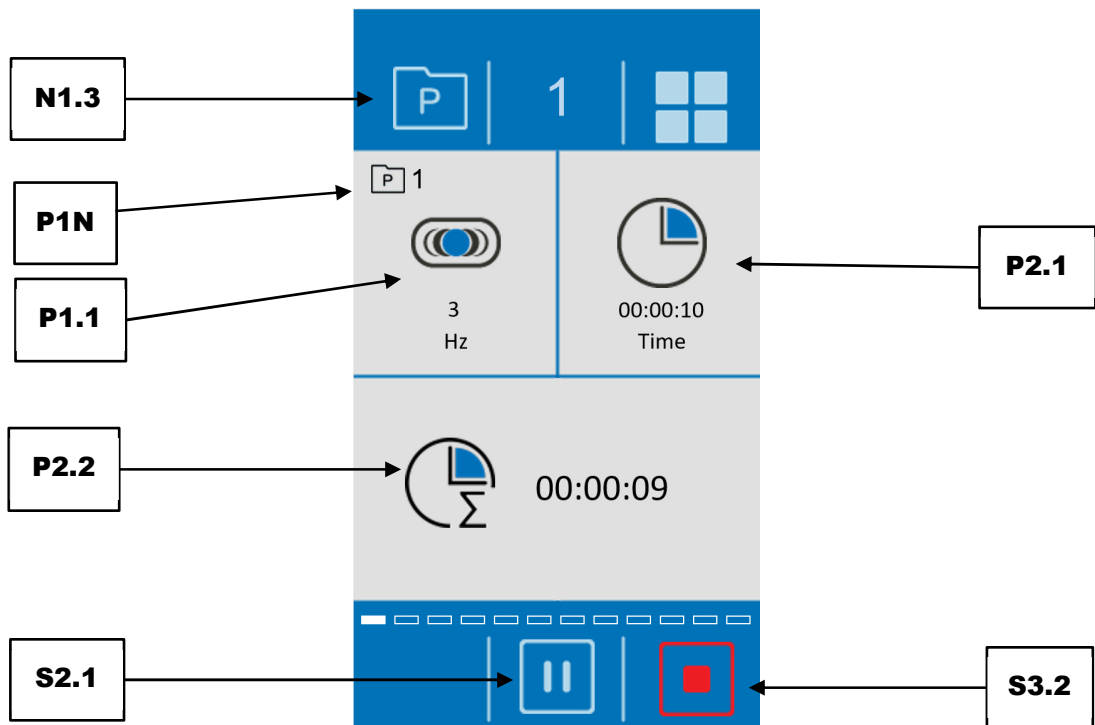 N1.3
P
1
P1N
P 1
P1.1
3
Hz
00:00:10
Time
P2.1
P2.2
Σ
00:00:09
S2.1
S3.2